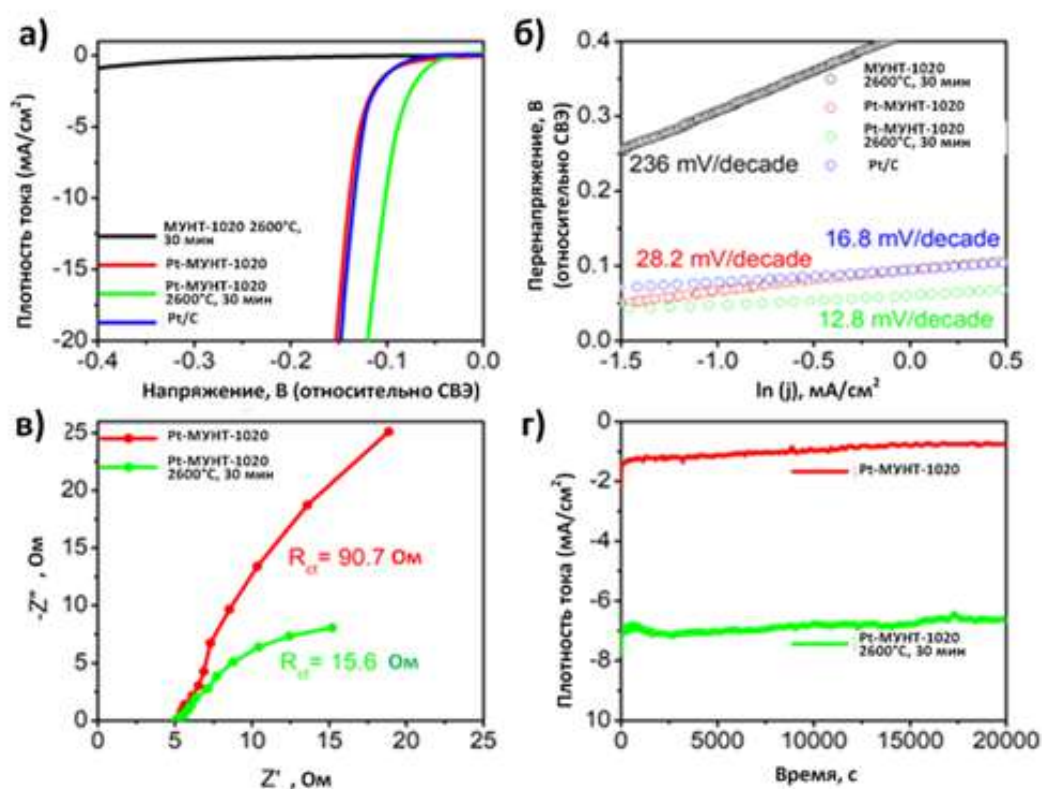 а)
Плотность тока (мА/см²)
0
-5
-10
-15
-20
МУНТ-1020 2600°С,
30 мин
Pt-МУНТ-1020
Pt-МУНТ-1020
2600°С, 30 мин
Pt/C
-0.4 -0.3 -0.2 -0.1 0.0
Напряжение, В (относительно СВЭ)
б)
Перенапряжение, В
(относительно СВЭ)
0.4
0.3
0.2
0.1
0.0
МУНТ-1020
2600°С, 30 мин
Pt-МУНТ-1020
Pt-МУНТ-1020
2600°С, 30 мин
Pt/C
236 mV/decade
28.2 mV/decade
16.8 mV/decade
12.8 mV/decade
-1.5 -1.0 -0.5 0.0 0.5
ln (j), мА/см²
в)
-Z'' , Ом
25
20
15
10
5
0
Pt-МУНТ-1020
Pt-МУНТ-1020
2600°С, 30 мин
Rct= 90.7 Ом
Rct= 15.6 Ом
0 5 10 15 20 25
Z' , Ом
г)
Плотность тока (мА/см²)
0
-2
-4
-6
-8
10
Pt-МУНТ-1020
Pt-МУНТ-1020
2600°С, 30 мин
0 5000 10000 15000 20000
Время, с